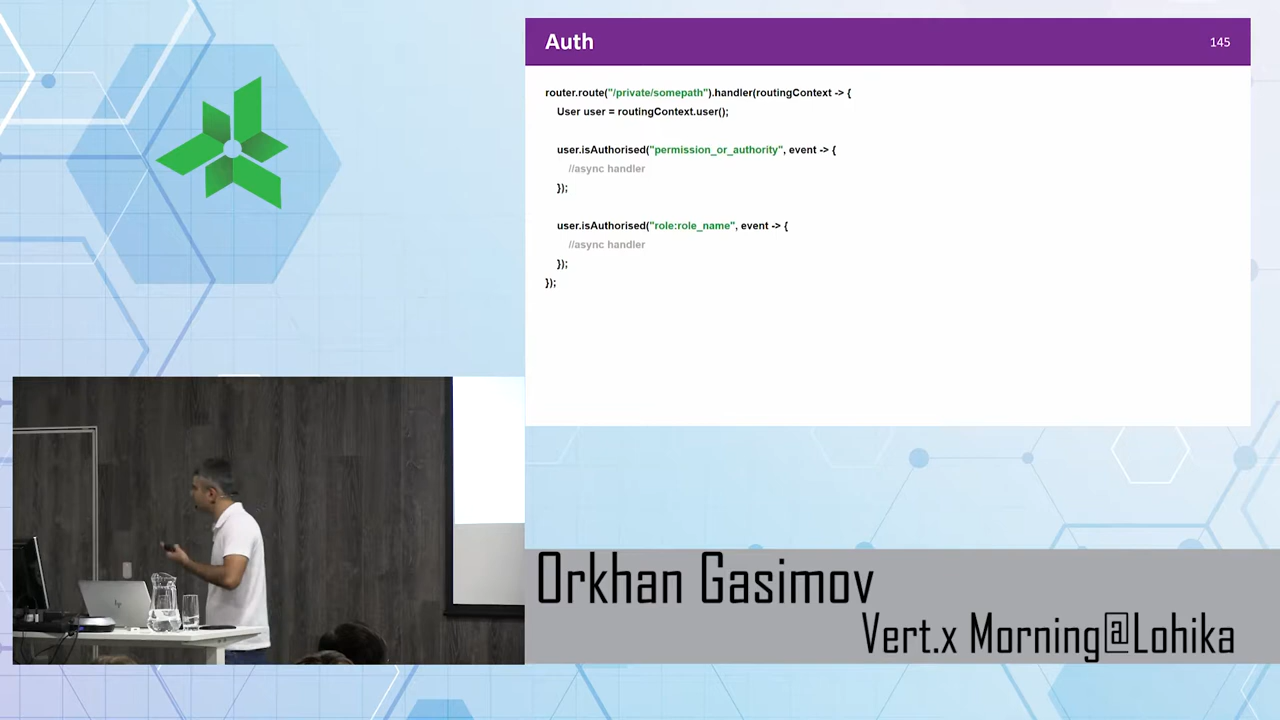 Auth
145
router.route("/private/somepath").handler(routingContext -> {
User user = routingContext.user();
user.isAuthorised("permission_or_authority", event -> {
//async handler
});
user.isAuthorised("role:role_name", event -> {
//async handler
});
});
Orkhan Gasimov
Vert.x Morning@Lohika